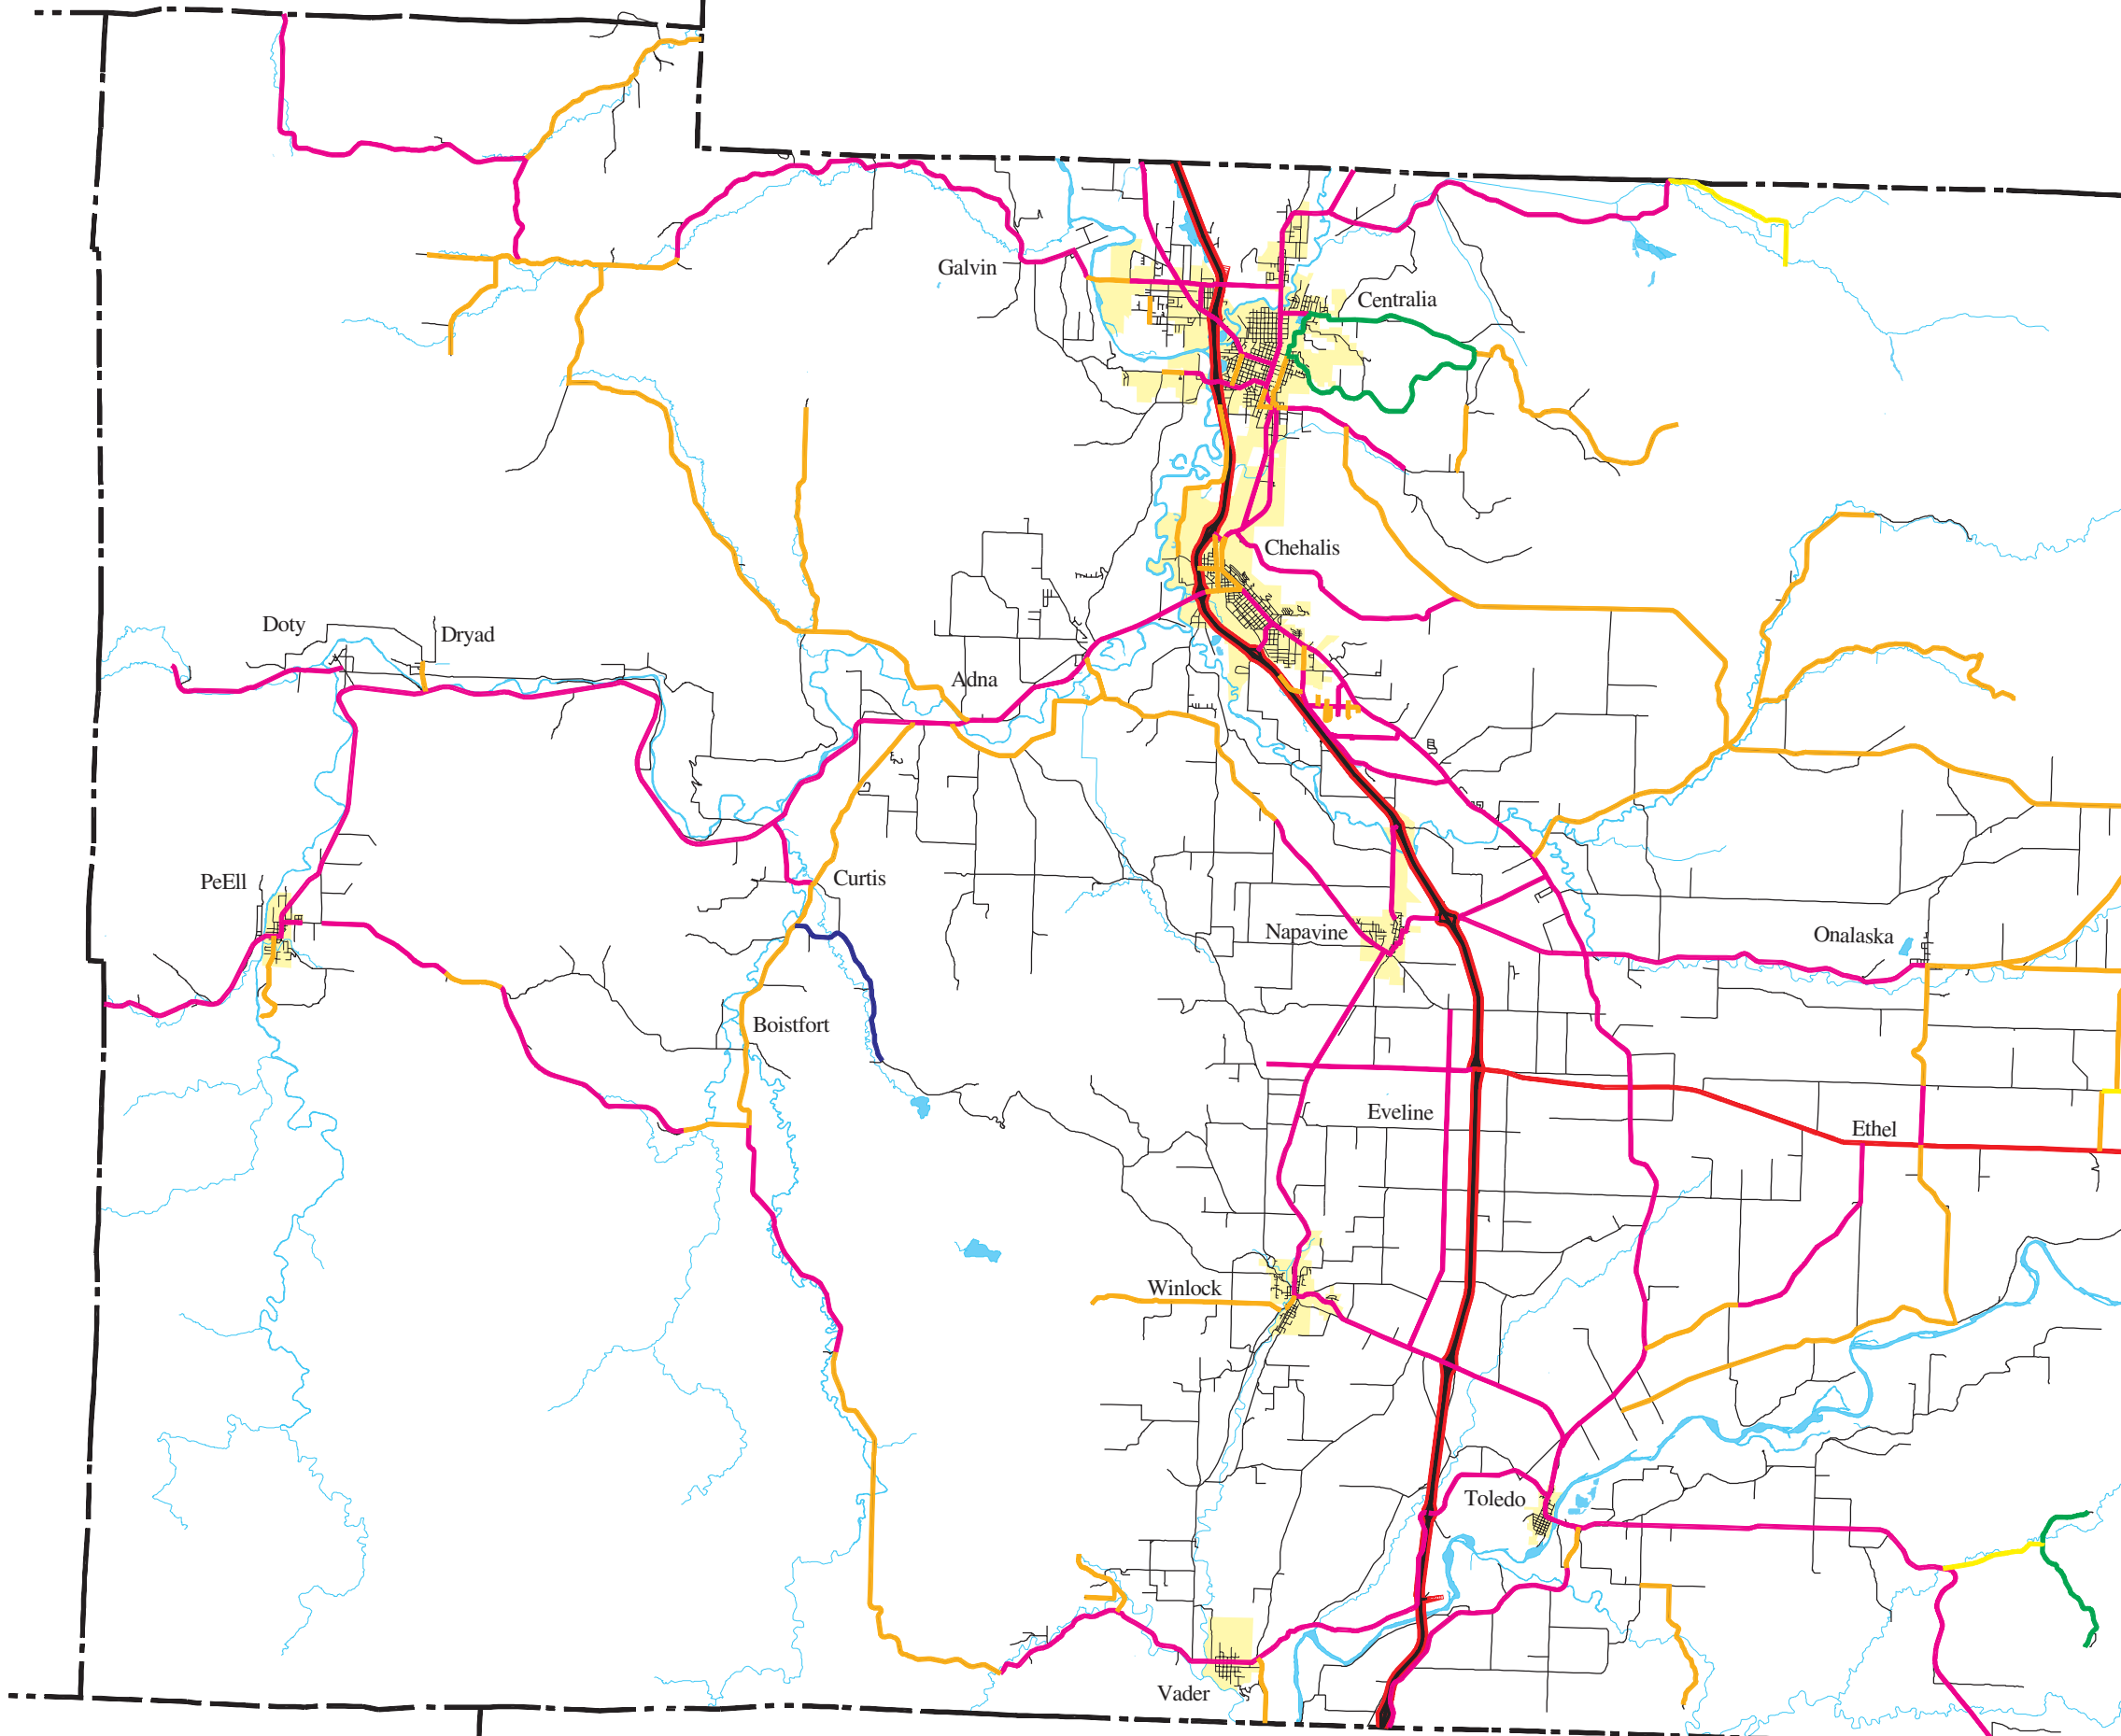 Galvin
Centralia
Chehalis
Doty
Dryad
Adna
PeEll
Curtis
Napavine
Onalaska
Boistfort
Eveline
Ethel
Winlock
Toledo
Vader